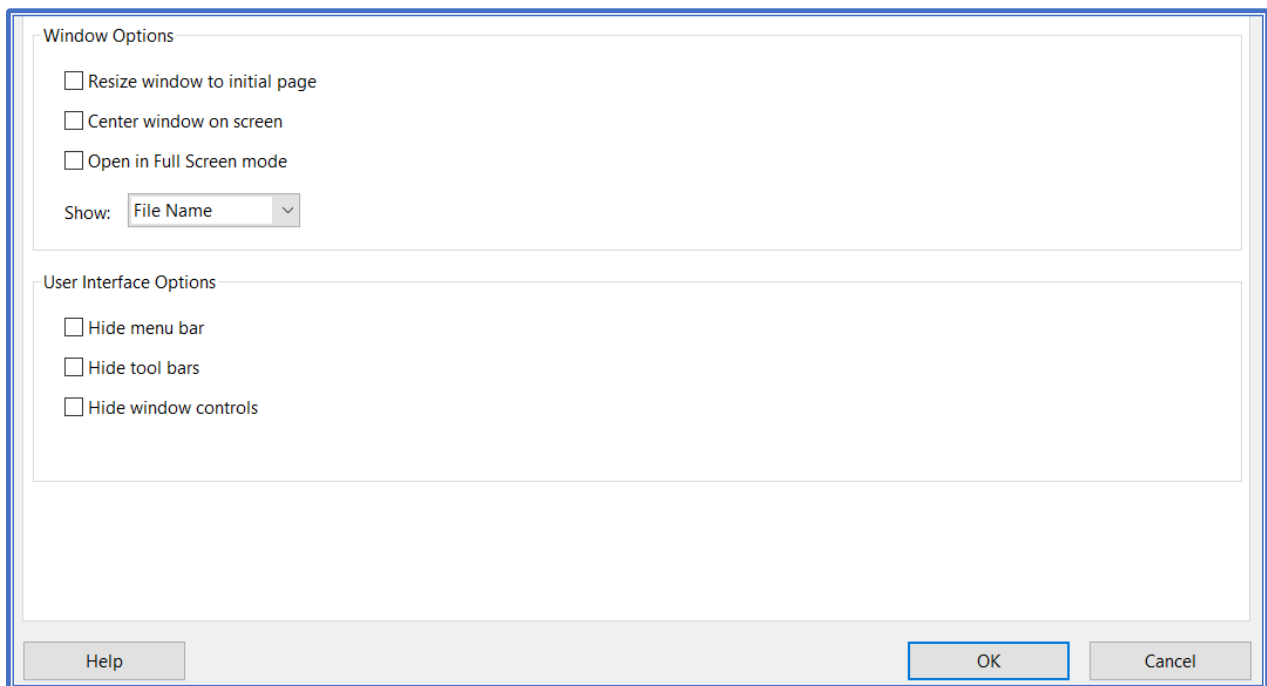 Window Options
Resize window to initial page
Center window on screen
Open in Full Screen mode
Show: File Name
User Interface Options
Hide menu bar
Hide tool bars
Hide window controls
Help OK Cancel